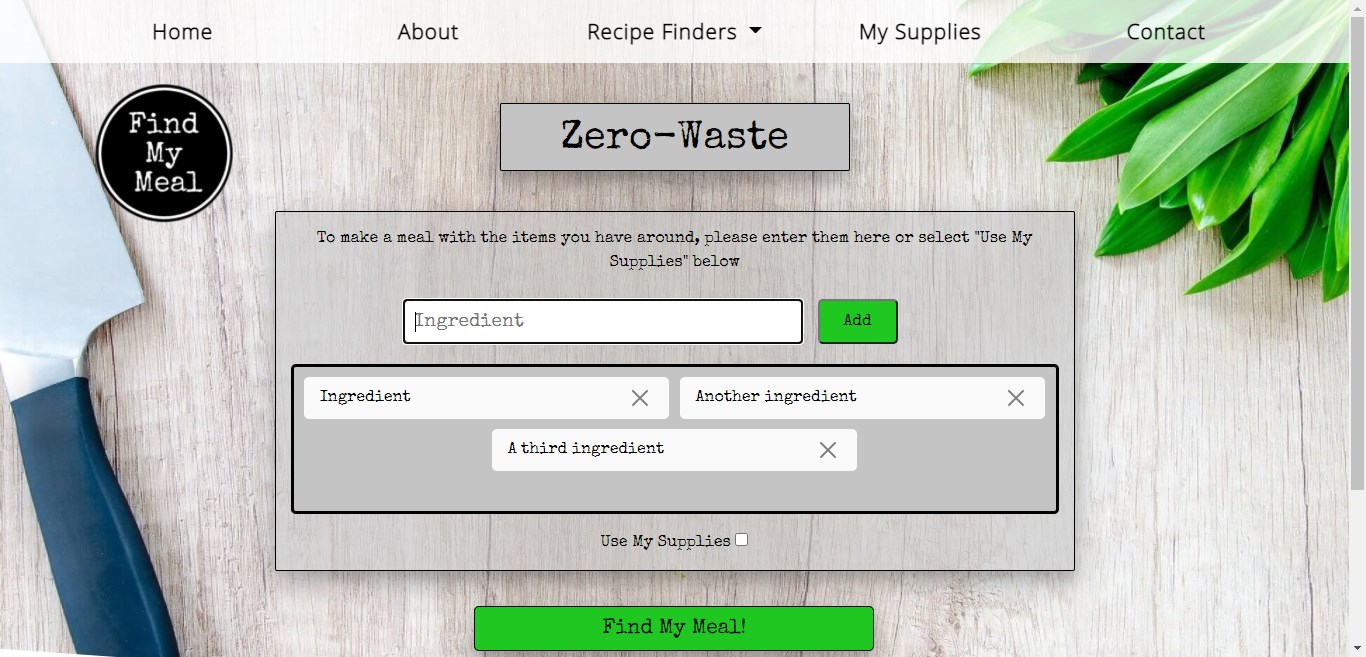 Home About Recipe Finders My Supplies Contact
Find
My
Meal
Zero-Waste
To make a meal with the items you have around, please enter them here or select "Use My
Supplies" below
Ingredient Add
Ingredient Another ingredient
A third ingredient
Use My Supplies
Find My Meal!